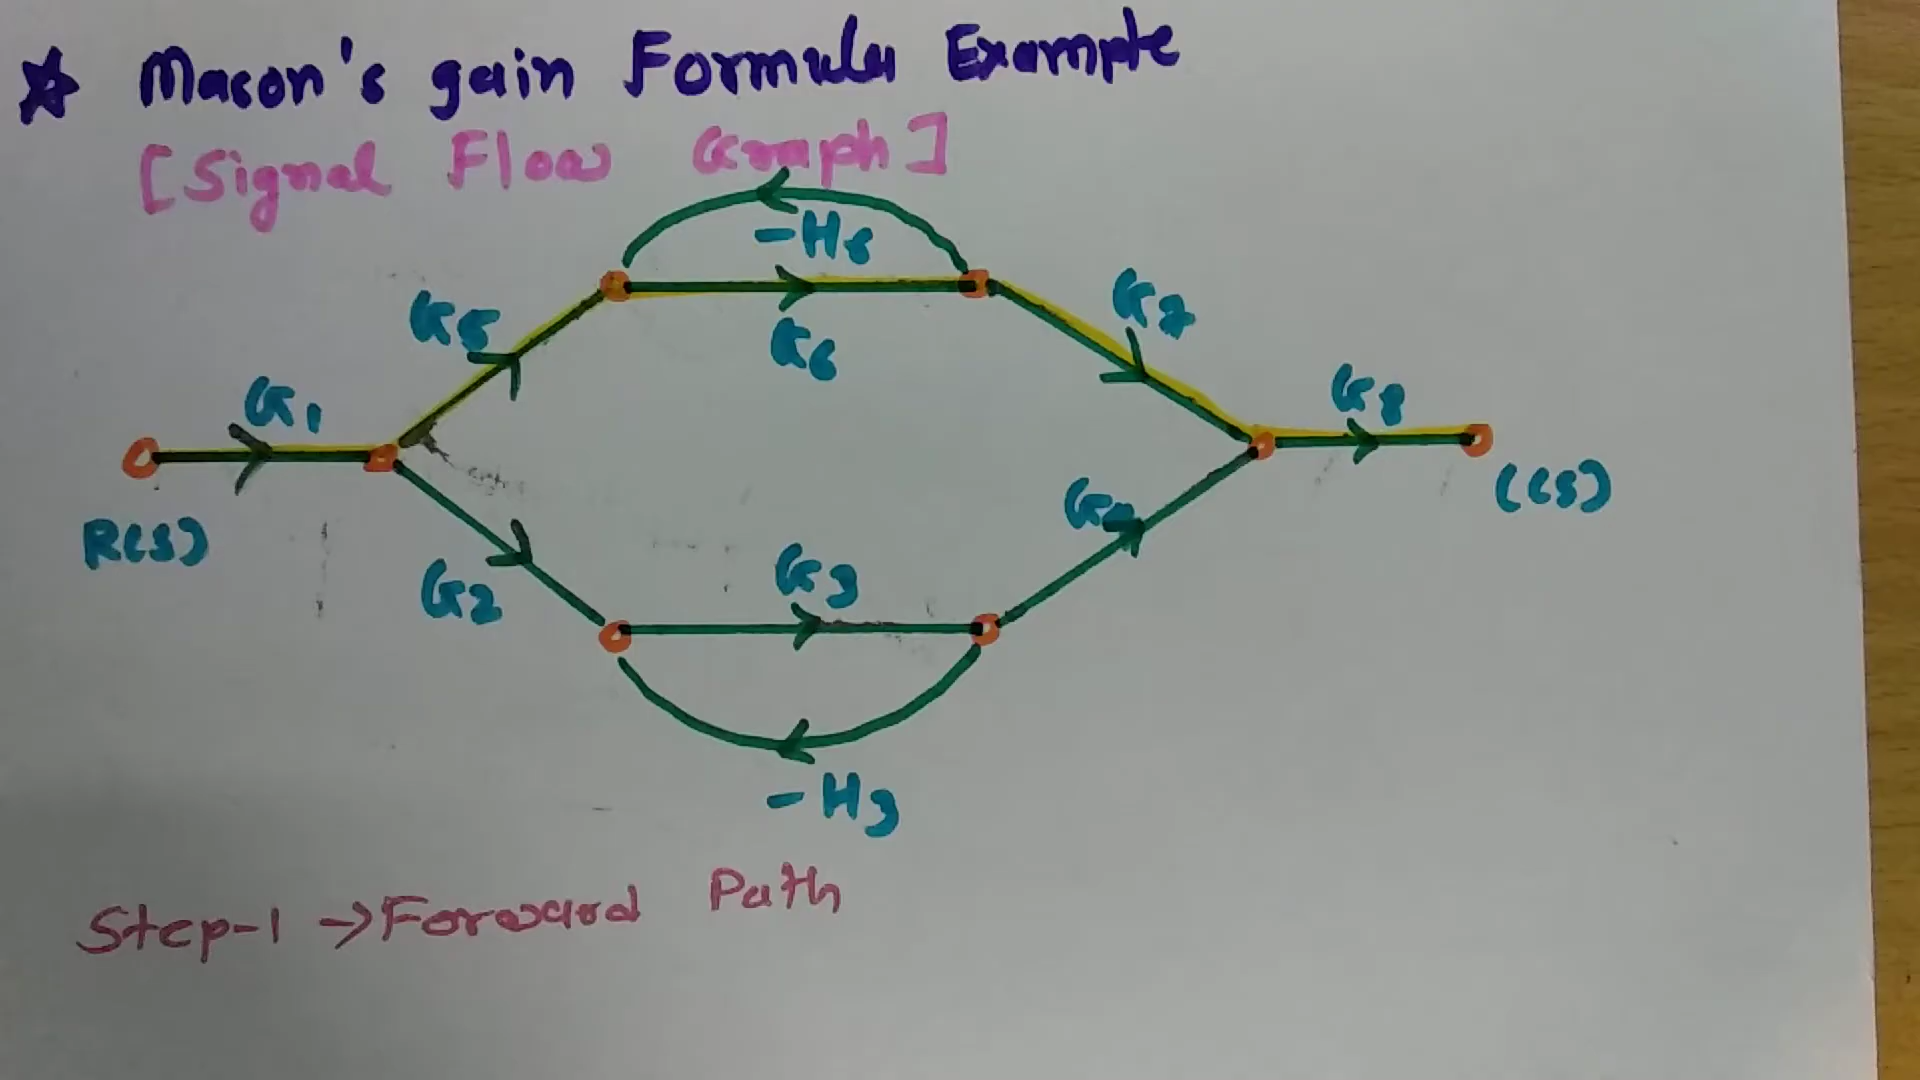 ☆ Mason's gain Formula Example
[Signal Flow Graph]
-H6
G5
G6
G7
G1
G8
R(S)
C(S)
G4
G2
G3
-H3
Step-1 → Forward Path